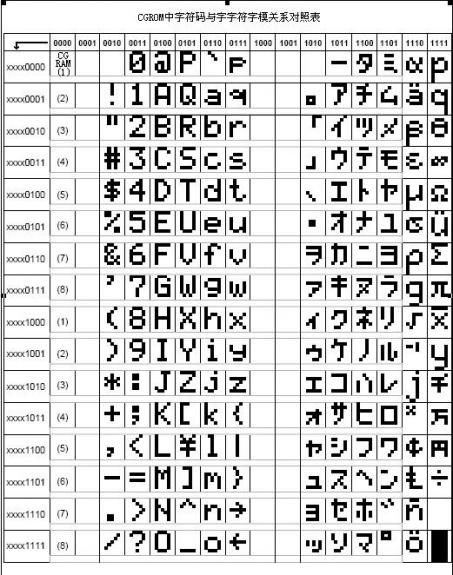 CGROM中字符码与字字符字模关系对照表
0000 0001 0010 0011 0100 0101 0110 0111 1000 1001 1010 1011 1100 1101 1110 1111
xxxx0000 CG RAM (1) 0 @ P ` p ー タ ミ α p
xxxx0001 (2) ! 1 A Q a q 。 ア チ ム ä q
xxxx0010 (3) " 2 B R b r 「 イ ツ メ β θ
xxxx0011 (4) # 3 C S c s 」 ウ テ モ ε ∞
xxxx0100 (5) $ 4 D T d t 、 エ ト ヤ μ Ω
xxxx0101 (6) % 5 E U e u ・ オ ナ ユ σ ü
xxxx0110 (7) & 6 F V f v ヲ カ ニ ヨ ρ Σ
xxxx0111 (8) ' 7 G W g w ァ キ ヌ ラ g π
xxxx1000 (1) ( 8 H X h x ィ ク ネ リ √ x̄
xxxx1001 (2) ) 9 I Y i y ゥ ケ ノ ル ⁻¹ y
xxxx1010 (3) * : J Z j z ェ コ ハ レ j 千
xxxx1011 (4) + ; K [ k { ォ サ ヒ ロ ˣ 万
xxxx1100 (5) , < L ¥ l | ャ シ フ ワ ¢ 円
xxxx1101 (6) - = M ] m } ュ ス ヘ ン £ ÷
xxxx1110 (7) . > N ^ n → ョ セ ホ ゛ ñ
xxxx1111 (8) / ? O _ o ← ッ ソ マ ゜ ö █